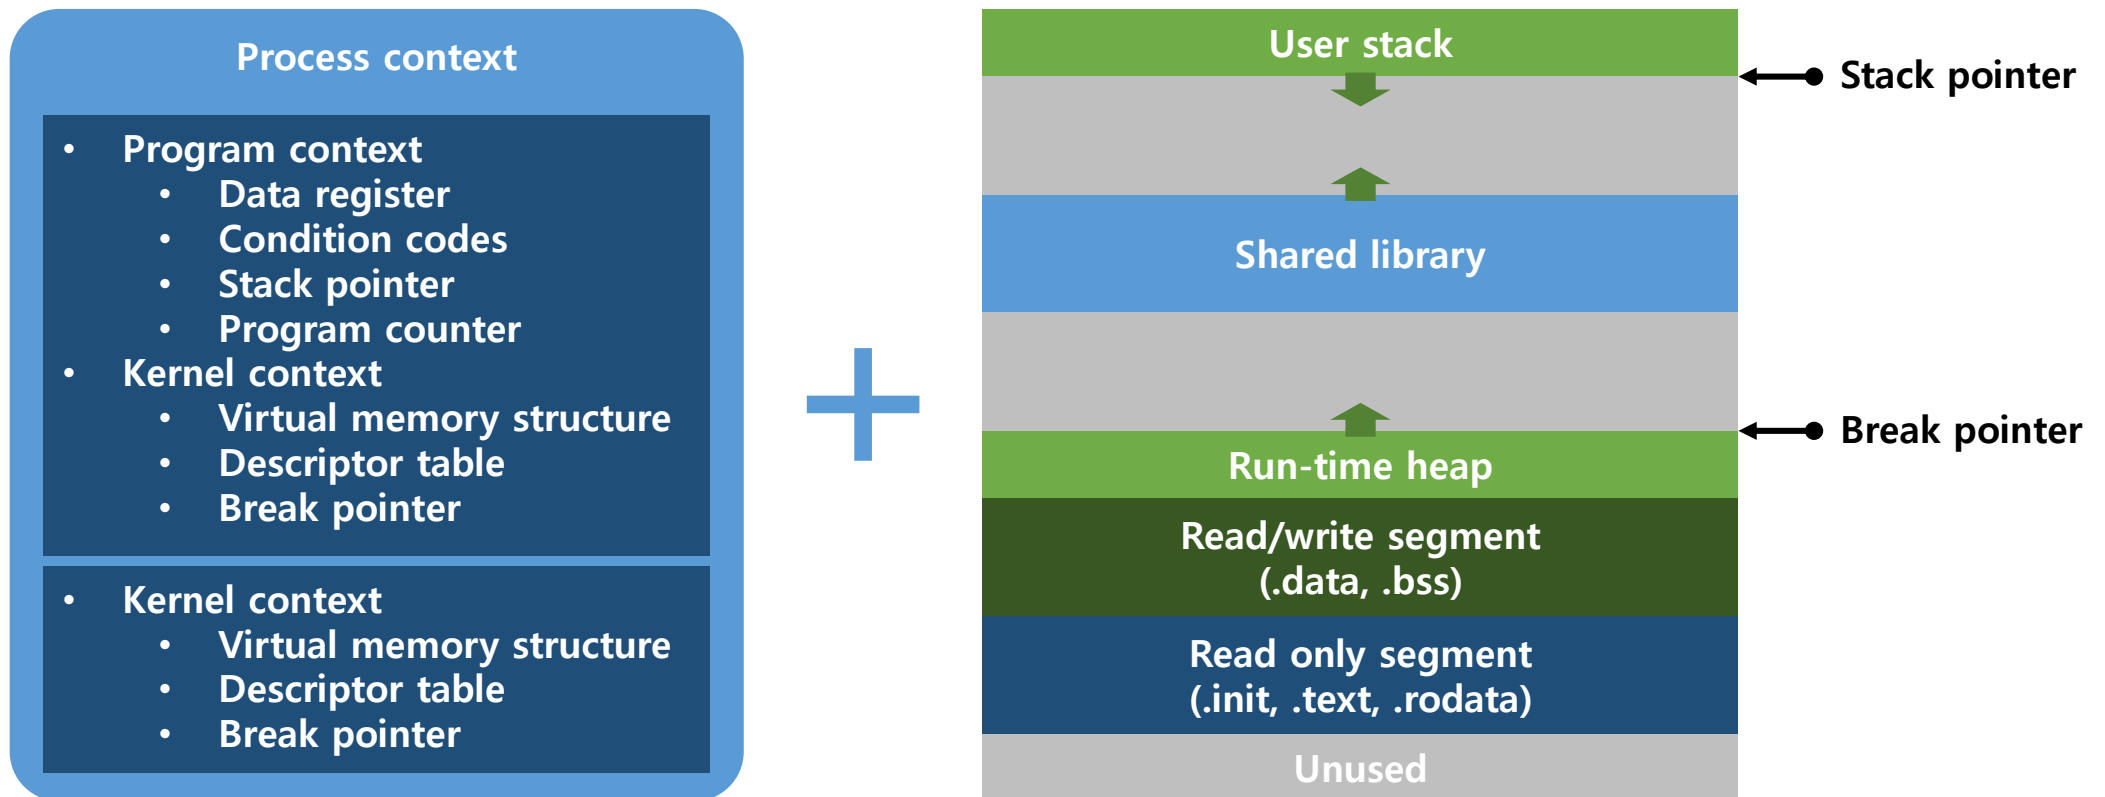 Process context
• Program context
• Data register
• Condition codes
• Stack pointer
• Program counter
• Kernel context
• Virtual memory structure
• Descriptor table
• Break pointer
• Kernel context
• Virtual memory structure
• Descriptor table
• Break pointer
User stack
Stack pointer
Shared library
Break pointer
Run-time heap
Read/write segment
(.data, .bss)
Read only segment
(.init, .text, .rodata)
Unused